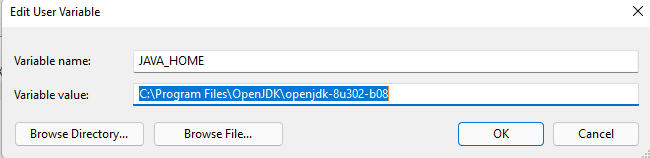 Edit User Variable
Variable name: JAVA_HOME
Variable value: C:\Program Files\OpenJDK\openjdk-8u302-b08
Browse Directory... Browse File... OK Cancel